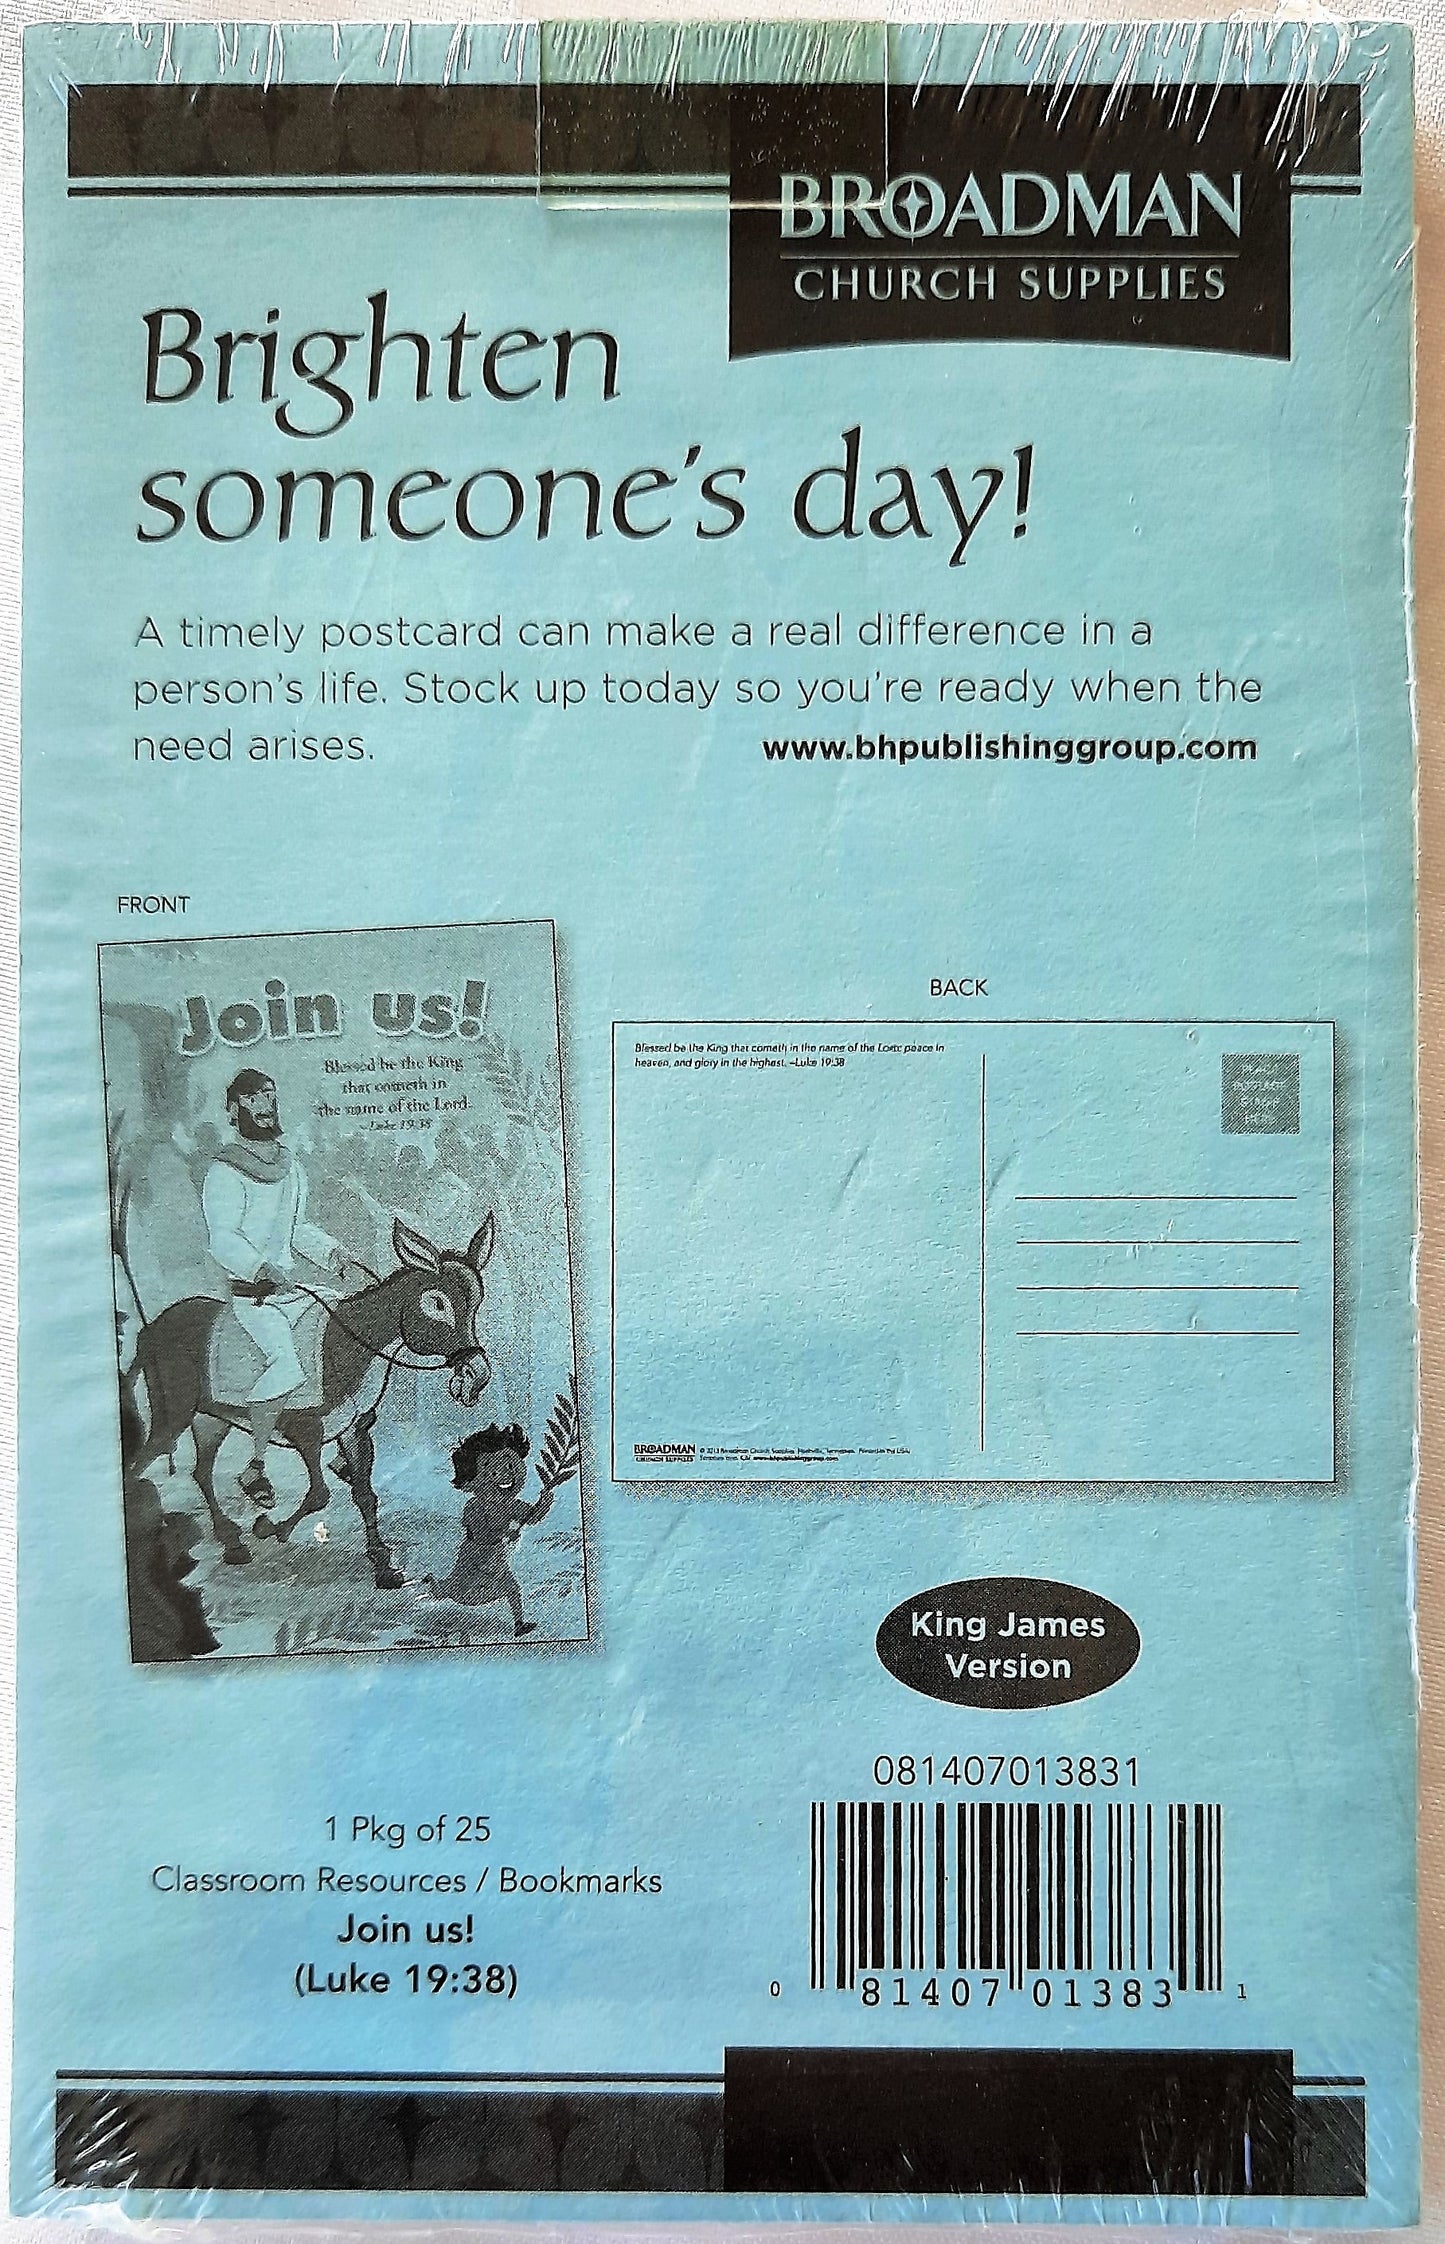 BROADMAN
CHURCH SUPPLIES
Brighten
someone's day!
A timely postcard can make a real difference in a
person's life. Stock up today so you're ready when the
need arises.
www.bhpublishinggroup.com
FRONT
Join us!
Blessed be the King
that cometh in
the name of the Lord.
–Luke 19:38
BACK
Blessed be the King that cometh in the name of the Lord: peace in
heaven, and glory in the highest. –Luke 19:38
BROADMAN
CHURCH SUPPLIES
King James
Version
081407013831
1 Pkg of 25
Classroom Resources / Bookmarks
Join us!
(Luke 19:38)
0 81407 01383 1